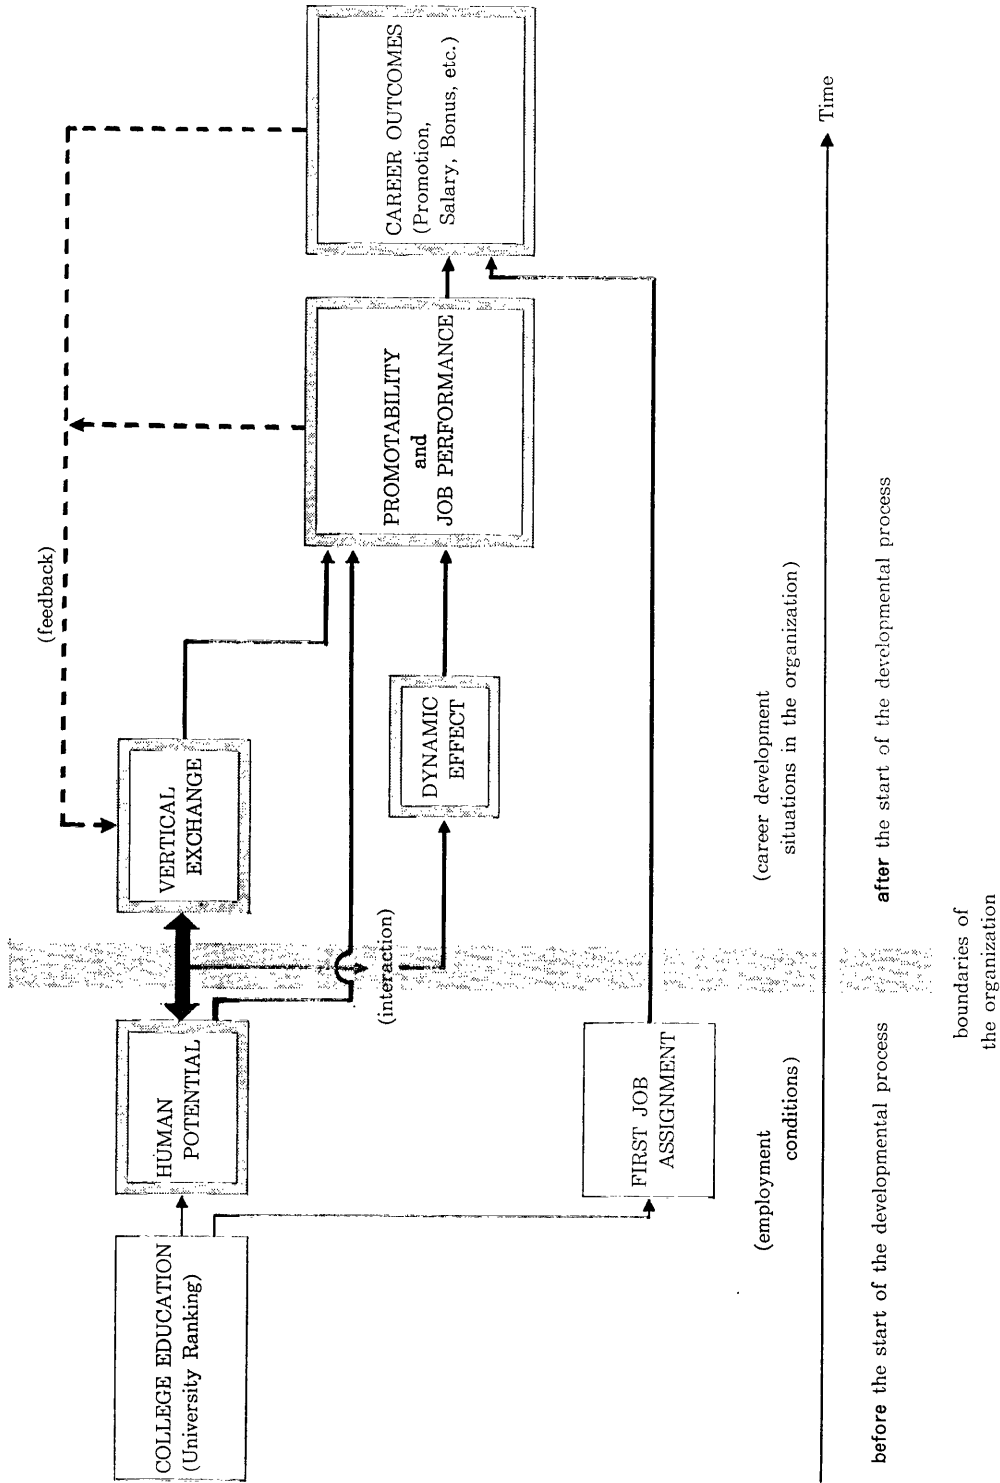 COLLEGE EDUCATION
(University Ranking)
HUMAN
POTENTIAL
VERTICAL
EXCHANGE
(feedback)
(interaction)
DYNAMIC
EFFECT
PROMOTABILITY
and
JOB PERFORMANCE
CAREER OUTCOMES
(Promotion,
Salary, Bonus, etc.)
FIRST JOB
ASSIGNMENT
(employment
conditions)
(career development
situations in the organization)
Time
before the start of the developmental process
after the start of the developmental process
boundaries of
the organization